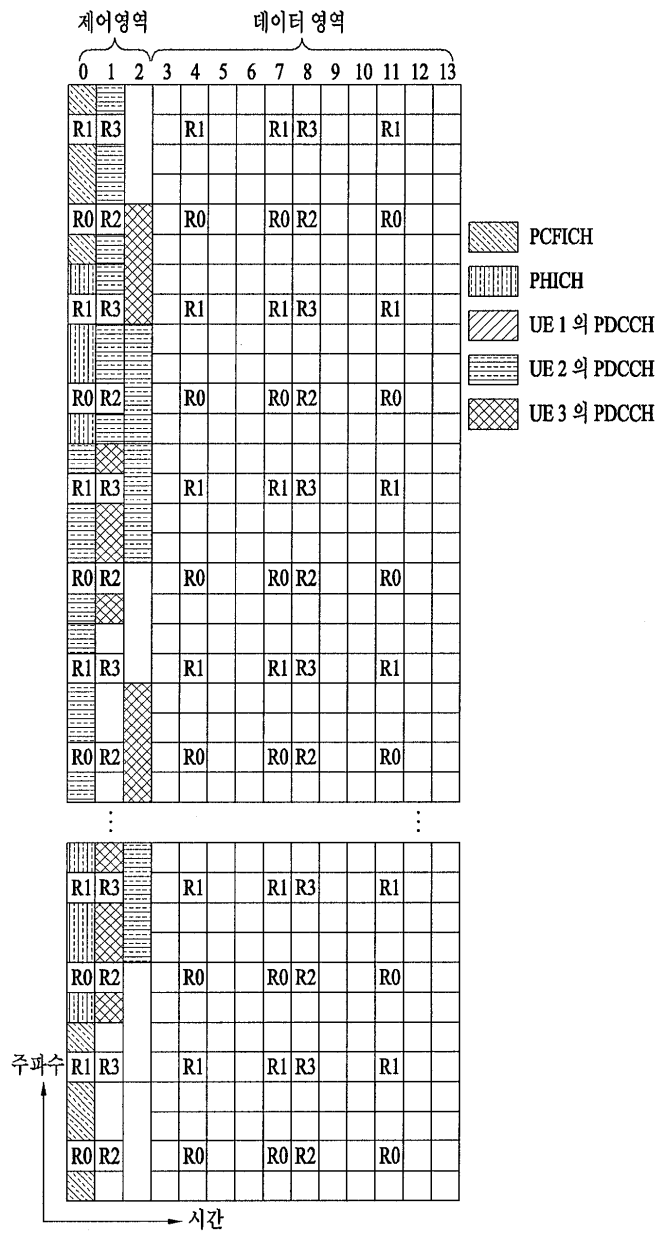 제어영역 데이터 영역
0 1 2 3 4 5 6 7 8 9 10 11 12 13
R1 R3 R1 R1 R3 R1
R0 R2 R0 R0 R2 R0
PCFICH
PHICH
R1 R3 R1 R1 R3 R1
UE 1 의 PDCCH
UE 2 의 PDCCH
R0 R2 R0 R0 R2 R0
UE 3 의 PDCCH
R1 R3 R1 R1 R3 R1
R0 R2 R0 R0 R2 R0
R1 R3 R1 R1 R3 R1
R0 R2 R0 R0 R2 R0
R1 R3 R1 R1 R3 R1
R0 R2 R0 R0 R2 R0
주파수 R1 R3 R1 R1 R3 R1
R0 R2 R0 R0 R2 R0
시간